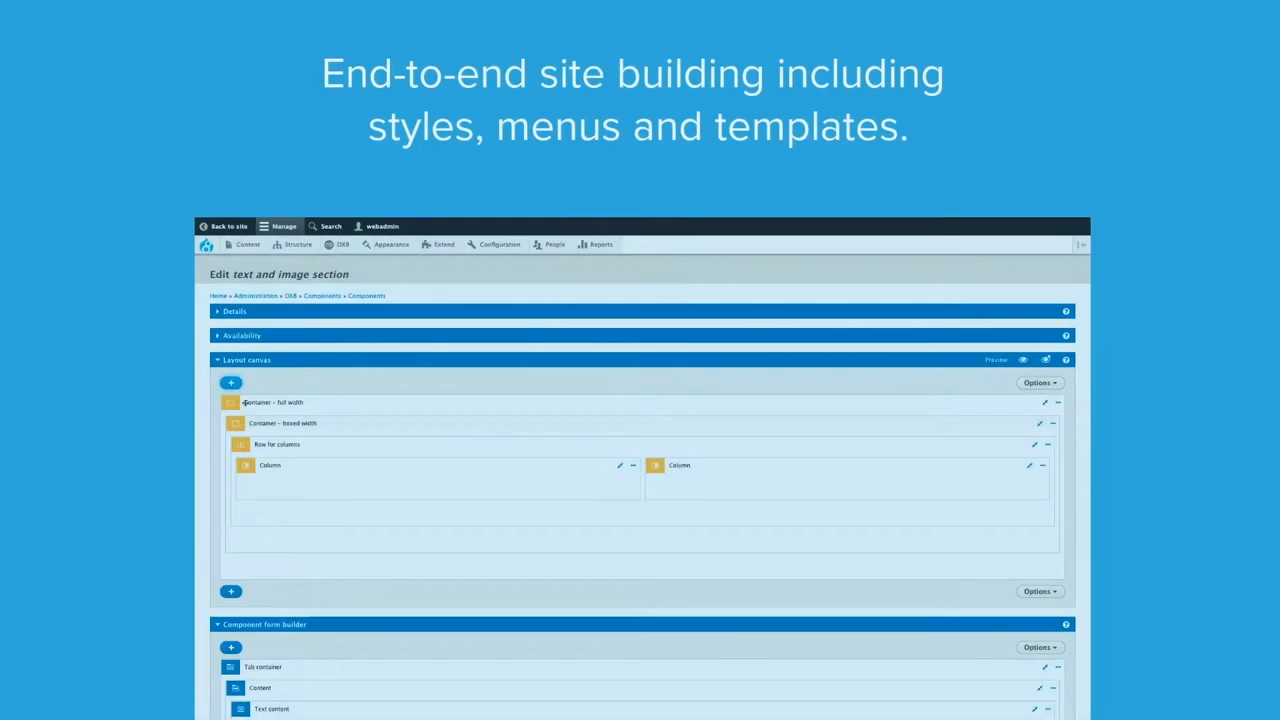 End-to-end site building including
styles, menus and templates.
Back to site Manage Search webadmin
Content Structure DX8 Appearance Extend Configuration People Reports
Edit text and image section
Home » Administration » DX8 » Components » Components
Details
Availability
Layout canvas Preview
+ Options
Container - full width
Container - boxed width
Row for columns
Column Column
+ Options
Component form builder
+ Options
Tab container
Content
Text content